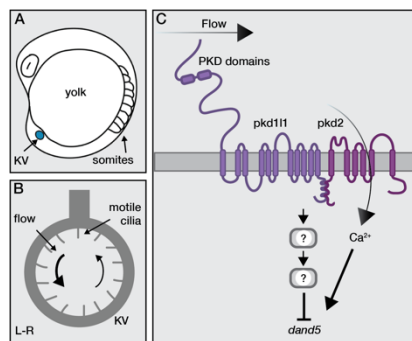 A
yolk
KV
somites
B
flow
motile
cilia
L-R
KV
C
Flow
PKD domains
pkd1l1
pkd2
?
?
Ca²⁺
dand5